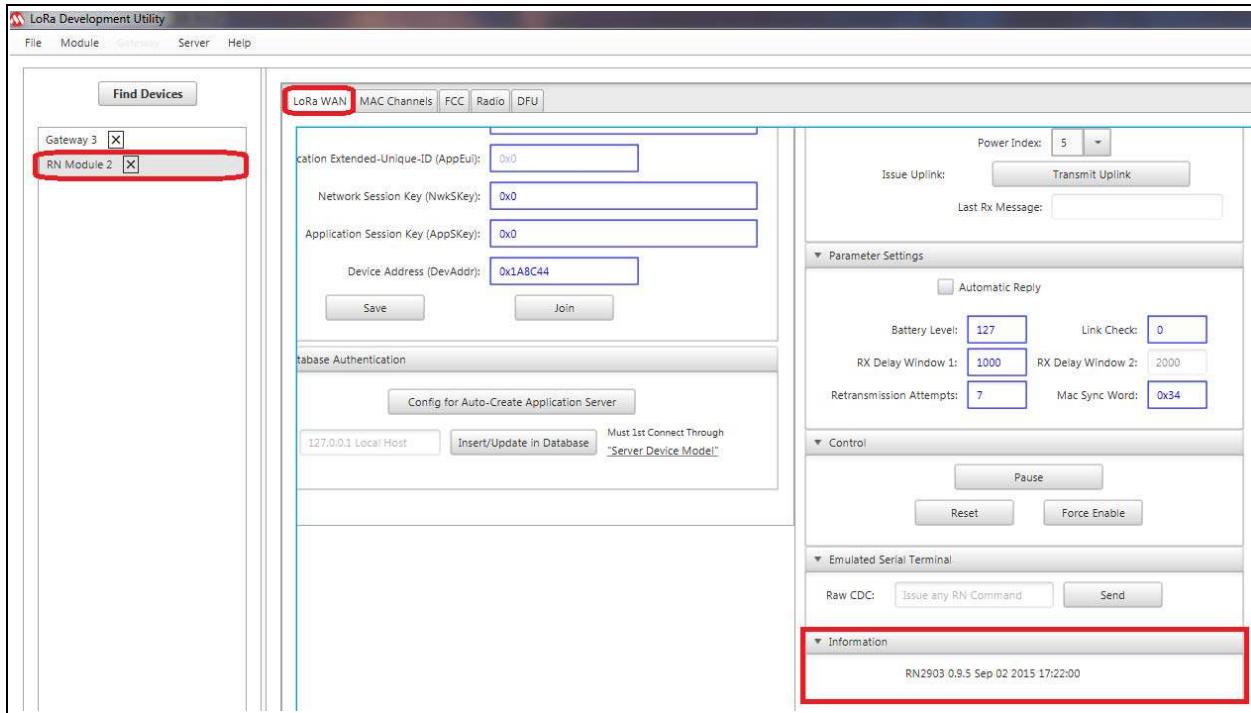 LoRa Development Utility
File Module Gateway Server Help
Find Devices
Gateway 3
RN Module 2
LoRa WAN MAC Channels FCC Radio DFU
cation Extended-Unique-ID (AppEui): 0x0
Network Session Key (NwkSKey): 0x0
Application Session Key (AppSKey): 0x0
Device Address (DevAddr): 0x1A8C44
Save Join
tabase Authentication
Config for Auto-Create Application Server
127.0.0.1 Local Host Insert/Update in Database Must 1st Connect Through
"Server Device Model"
Power Index: 5
Issue Uplink: Transmit Uplink
Last Rx Message:
Parameter Settings
Automatic Reply
Battery Level: 127 Link Check: 0
RX Delay Window 1: 1000 RX Delay Window 2: 2000
Retransmission Attempts: 7 Mac Sync Word: 0x34
Control
Pause
Reset Force Enable
Emulated Serial Terminal
Raw CDC: Issue any RN Command Send
Information
RN2903 0.9.5 Sep 02 2015 17:22:00